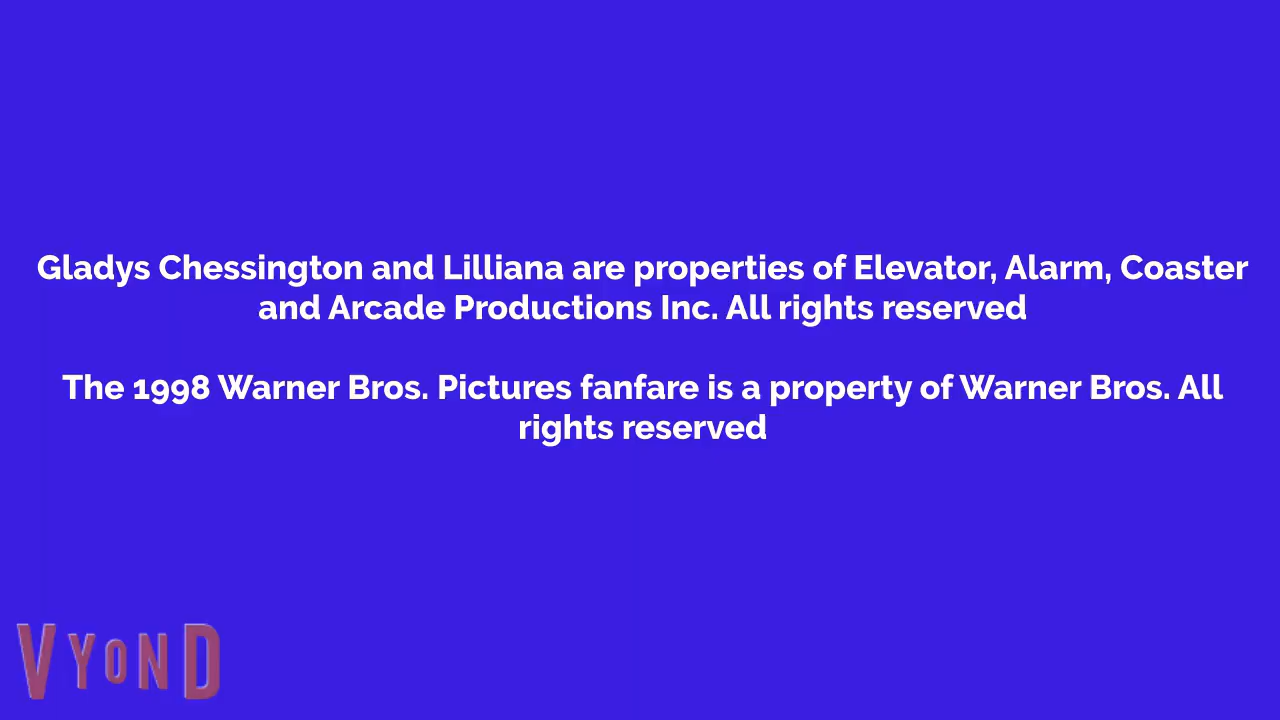 Gladys Chessington and Lilliana are properties of Elevator, Alarm, Coaster
and Arcade Productions Inc. All rights reserved
The 1998 Warner Bros. Pictures fanfare is a property of Warner Bros. All
rights reserved
VYOND